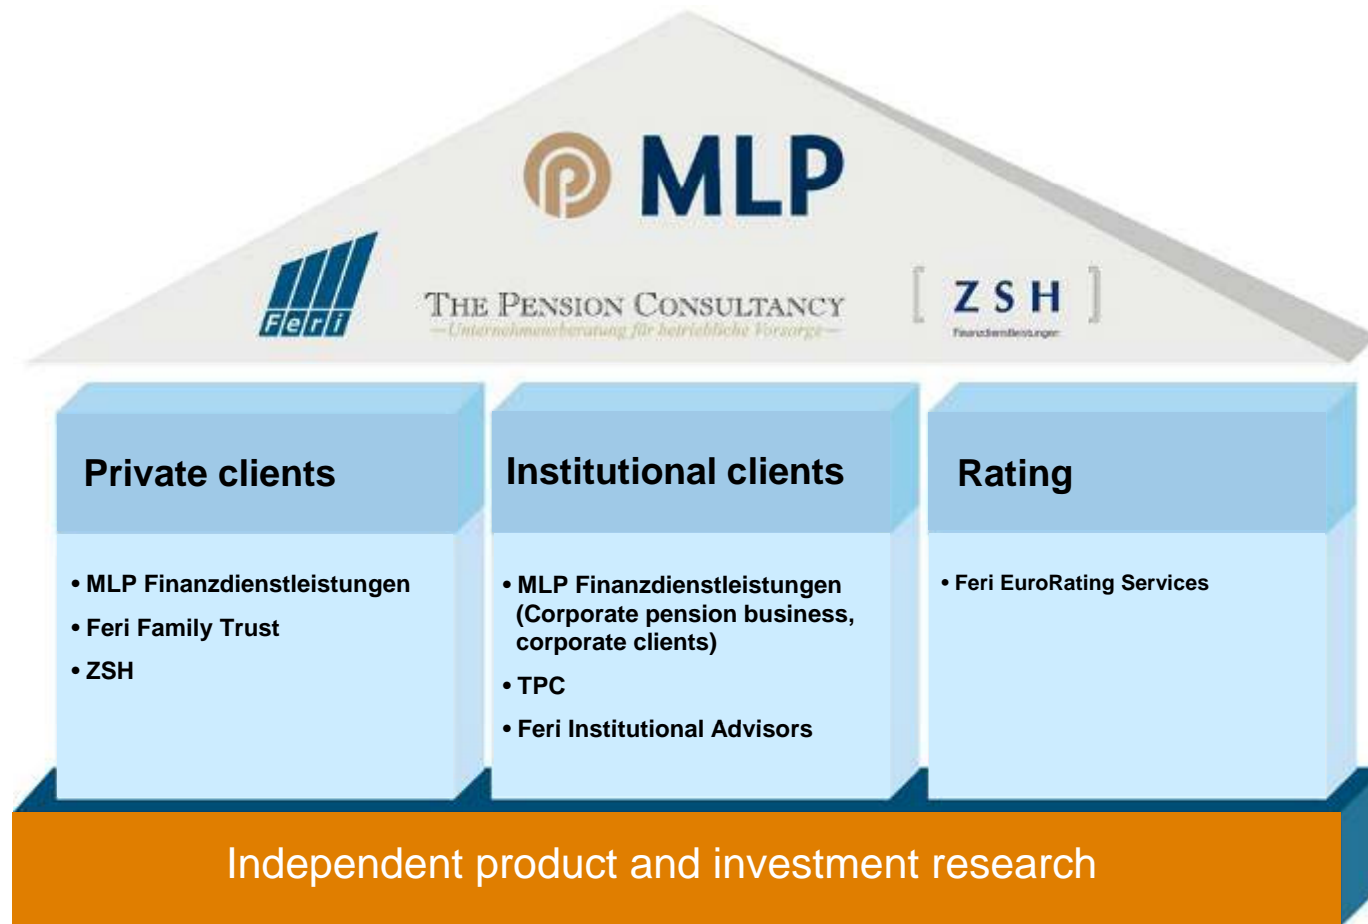 MLP
Feri
THE PENSION CONSULTANCY
—Unternehmensberatung für betriebliche Vorsorge—
[ ZSH ]
Finanzdienstleistungen
Private clients
• MLP Finanzdienstleistungen
• Feri Family Trust
• ZSH
Institutional clients
• MLP Finanzdienstleistungen
(Corporate pension business,
corporate clients)
• TPC
• Feri Institutional Advisors
Rating
• Feri EuroRating Services
Independent product and investment research